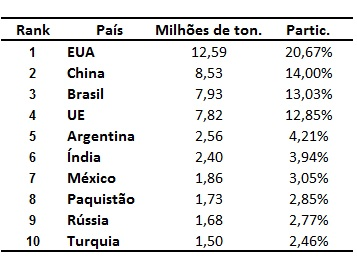 Rank País Milhões de ton. Partic.
1 EUA 12,59 20,67%
2 China 8,53 14,00%
3 Brasil 7,93 13,03%
4 UE 7,82 12,85%
5 Argentina 2,56 4,21%
6 Índia 2,40 3,94%
7 México 1,86 3,05%
8 Paquistão 1,73 2,85%
9 Rússia 1,68 2,77%
10 Turquia 1,50 2,46%